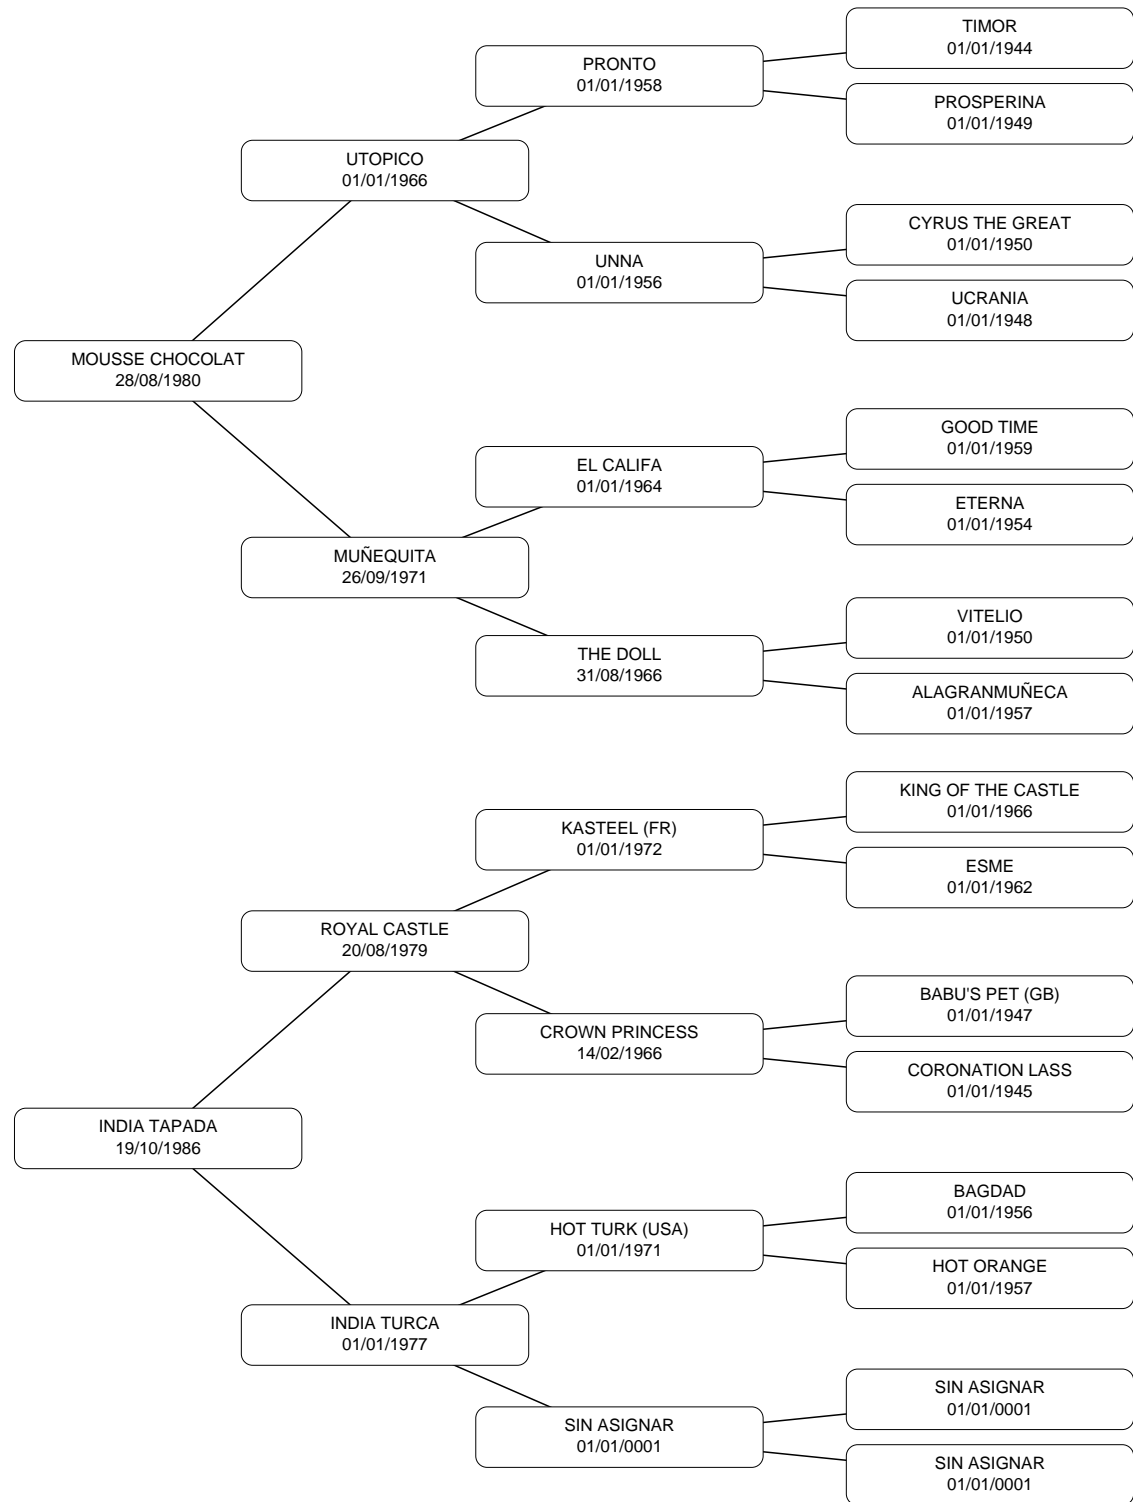 TIMOR
01/01/1944
PRONTO
01/01/1958
PROSPERINA
01/01/1949
UTOPICO
01/01/1966
CYRUS THE GREAT
01/01/1950
UNNA
01/01/1956
UCRANIA
01/01/1948
MOUSSE CHOCOLAT
28/08/1980
GOOD TIME
01/01/1959
EL CALIFA
01/01/1964
ETERNA
01/01/1954
MUÑEQUITA
26/09/1971
VITELIO
01/01/1950
THE DOLL
31/08/1966
ALAGRANMUÑECA
01/01/1957
KING OF THE CASTLE
01/01/1966
KASTEEL (FR)
01/01/1972
ESME
01/01/1962
ROYAL CASTLE
20/08/1979
BABU'S PET (GB)
01/01/1947
CROWN PRINCESS
14/02/1966
CORONATION LASS
01/01/1945
INDIA TAPADA
19/10/1986
BAGDAD
01/01/1956
HOT TURK (USA)
01/01/1971
HOT ORANGE
01/01/1957
INDIA TURCA
01/01/1977
SIN ASIGNAR
01/01/0001
SIN ASIGNAR
01/01/0001
SIN ASIGNAR
01/01/0001